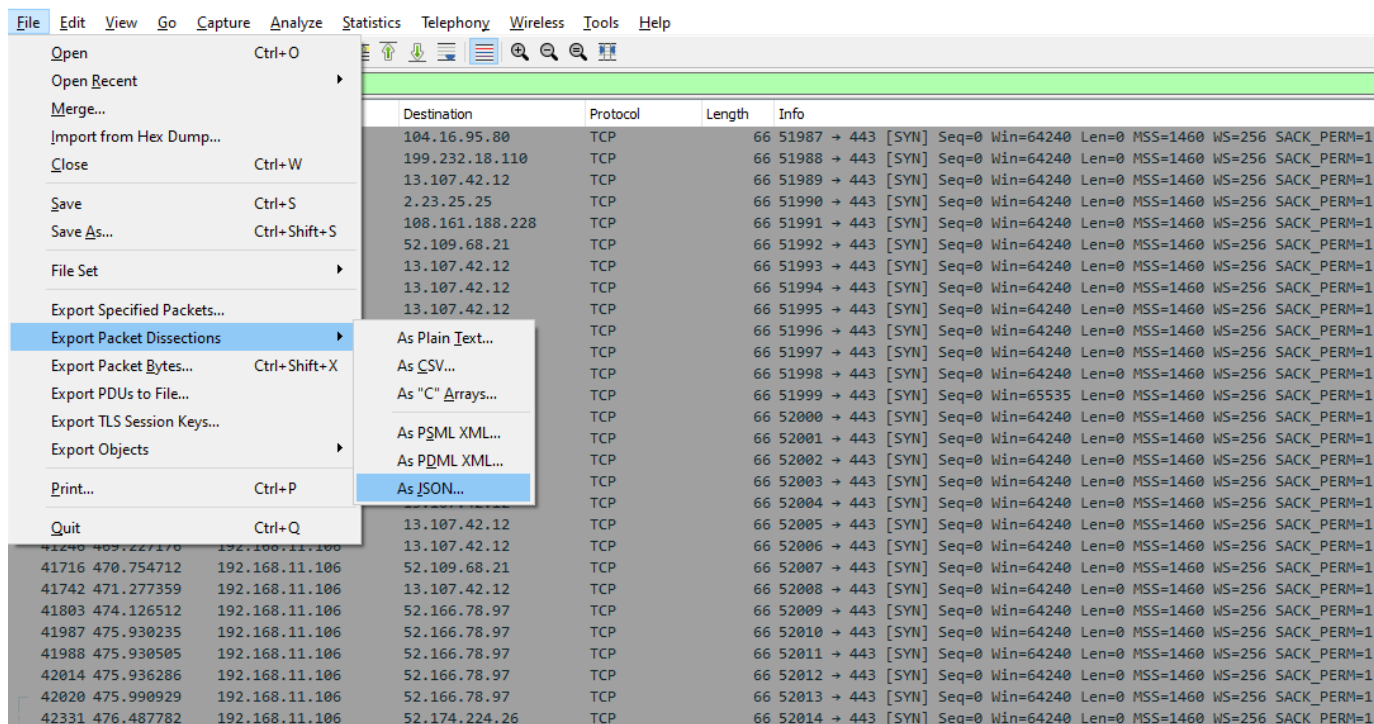 File Edit View Go Capture Analyze Statistics Telephony Wireless Tools Help
Open Ctrl+O
Open Recent
Merge...
Import from Hex Dump...
Close Ctrl+W
Save Ctrl+S
Save As... Ctrl+Shift+S
File Set
Export Specified Packets...
Export Packet Dissections
Export Packet Bytes... Ctrl+Shift+X
Export PDUs to File...
Export TLS Session Keys...
Export Objects
Print... Ctrl+P
Quit Ctrl+Q
As Plain Text...
As CSV...
As "C" Arrays...
As PSML XML...
As PDML XML...
As JSON...
Destination Protocol Length Info
104.16.95.80 TCP 66 51987 → 443 [SYN] Seq=0 Win=64240 Len=0 MSS=1460 WS=256 SACK_PERM=1
199.232.18.110 TCP 66 51988 → 443 [SYN] Seq=0 Win=64240 Len=0 MSS=1460 WS=256 SACK_PERM=1
13.107.42.12 TCP 66 51989 → 443 [SYN] Seq=0 Win=64240 Len=0 MSS=1460 WS=256 SACK_PERM=1
2.23.25.25 TCP 66 51990 → 443 [SYN] Seq=0 Win=64240 Len=0 MSS=1460 WS=256 SACK_PERM=1
108.161.188.228 TCP 66 51991 → 443 [SYN] Seq=0 Win=64240 Len=0 MSS=1460 WS=256 SACK_PERM=1
52.109.68.21 TCP 66 51992 → 443 [SYN] Seq=0 Win=64240 Len=0 MSS=1460 WS=256 SACK_PERM=1
13.107.42.12 TCP 66 51993 → 443 [SYN] Seq=0 Win=64240 Len=0 MSS=1460 WS=256 SACK_PERM=1
13.107.42.12 TCP 66 51994 → 443 [SYN] Seq=0 Win=64240 Len=0 MSS=1460 WS=256 SACK_PERM=1
13.107.42.12 TCP 66 51995 → 443 [SYN] Seq=0 Win=64240 Len=0 MSS=1460 WS=256 SACK_PERM=1
TCP 66 51996 → 443 [SYN] Seq=0 Win=64240 Len=0 MSS=1460 WS=256 SACK_PERM=1
TCP 66 51997 → 443 [SYN] Seq=0 Win=64240 Len=0 MSS=1460 WS=256 SACK_PERM=1
TCP 66 51998 → 443 [SYN] Seq=0 Win=64240 Len=0 MSS=1460 WS=256 SACK_PERM=1
TCP 66 51999 → 443 [SYN] Seq=0 Win=65535 Len=0 MSS=1460 WS=256 SACK_PERM=1
TCP 66 52000 → 443 [SYN] Seq=0 Win=64240 Len=0 MSS=1460 WS=256 SACK_PERM=1
TCP 66 52001 → 443 [SYN] Seq=0 Win=64240 Len=0 MSS=1460 WS=256 SACK_PERM=1
TCP 66 52002 → 443 [SYN] Seq=0 Win=64240 Len=0 MSS=1460 WS=256 SACK_PERM=1
TCP 66 52003 → 443 [SYN] Seq=0 Win=64240 Len=0 MSS=1460 WS=256 SACK_PERM=1
TCP 66 52004 → 443 [SYN] Seq=0 Win=64240 Len=0 MSS=1460 WS=256 SACK_PERM=1
13.107.42.12 TCP 66 52005 → 443 [SYN] Seq=0 Win=64240 Len=0 MSS=1460 WS=256 SACK_PERM=1
41246 469.227176 192.168.11.106 13.107.42.12 TCP 66 52006 → 443 [SYN] Seq=0 Win=64240 Len=0 MSS=1460 WS=256 SACK_PERM=1
41716 470.754712 192.168.11.106 52.109.68.21 TCP 66 52007 → 443 [SYN] Seq=0 Win=64240 Len=0 MSS=1460 WS=256 SACK_PERM=1
41742 471.277359 192.168.11.106 13.107.42.12 TCP 66 52008 → 443 [SYN] Seq=0 Win=64240 Len=0 MSS=1460 WS=256 SACK_PERM=1
41803 474.126512 192.168.11.106 52.166.78.97 TCP 66 52009 → 443 [SYN] Seq=0 Win=64240 Len=0 MSS=1460 WS=256 SACK_PERM=1
41987 475.930235 192.168.11.106 52.166.78.97 TCP 66 52010 → 443 [SYN] Seq=0 Win=64240 Len=0 MSS=1460 WS=256 SACK_PERM=1
41988 475.930505 192.168.11.106 52.166.78.97 TCP 66 52011 → 443 [SYN] Seq=0 Win=64240 Len=0 MSS=1460 WS=256 SACK_PERM=1
42014 475.936286 192.168.11.106 52.166.78.97 TCP 66 52012 → 443 [SYN] Seq=0 Win=64240 Len=0 MSS=1460 WS=256 SACK_PERM=1
42020 475.990929 192.168.11.106 52.166.78.97 TCP 66 52013 → 443 [SYN] Seq=0 Win=64240 Len=0 MSS=1460 WS=256 SACK_PERM=1
42331 476.487782 192.168.11.106 52.174.224.26 TCP 66 52014 → 443 [SYN] Seq=0 Win=64240 Len=0 MSS=1460 WS=256 SACK_PERM=1